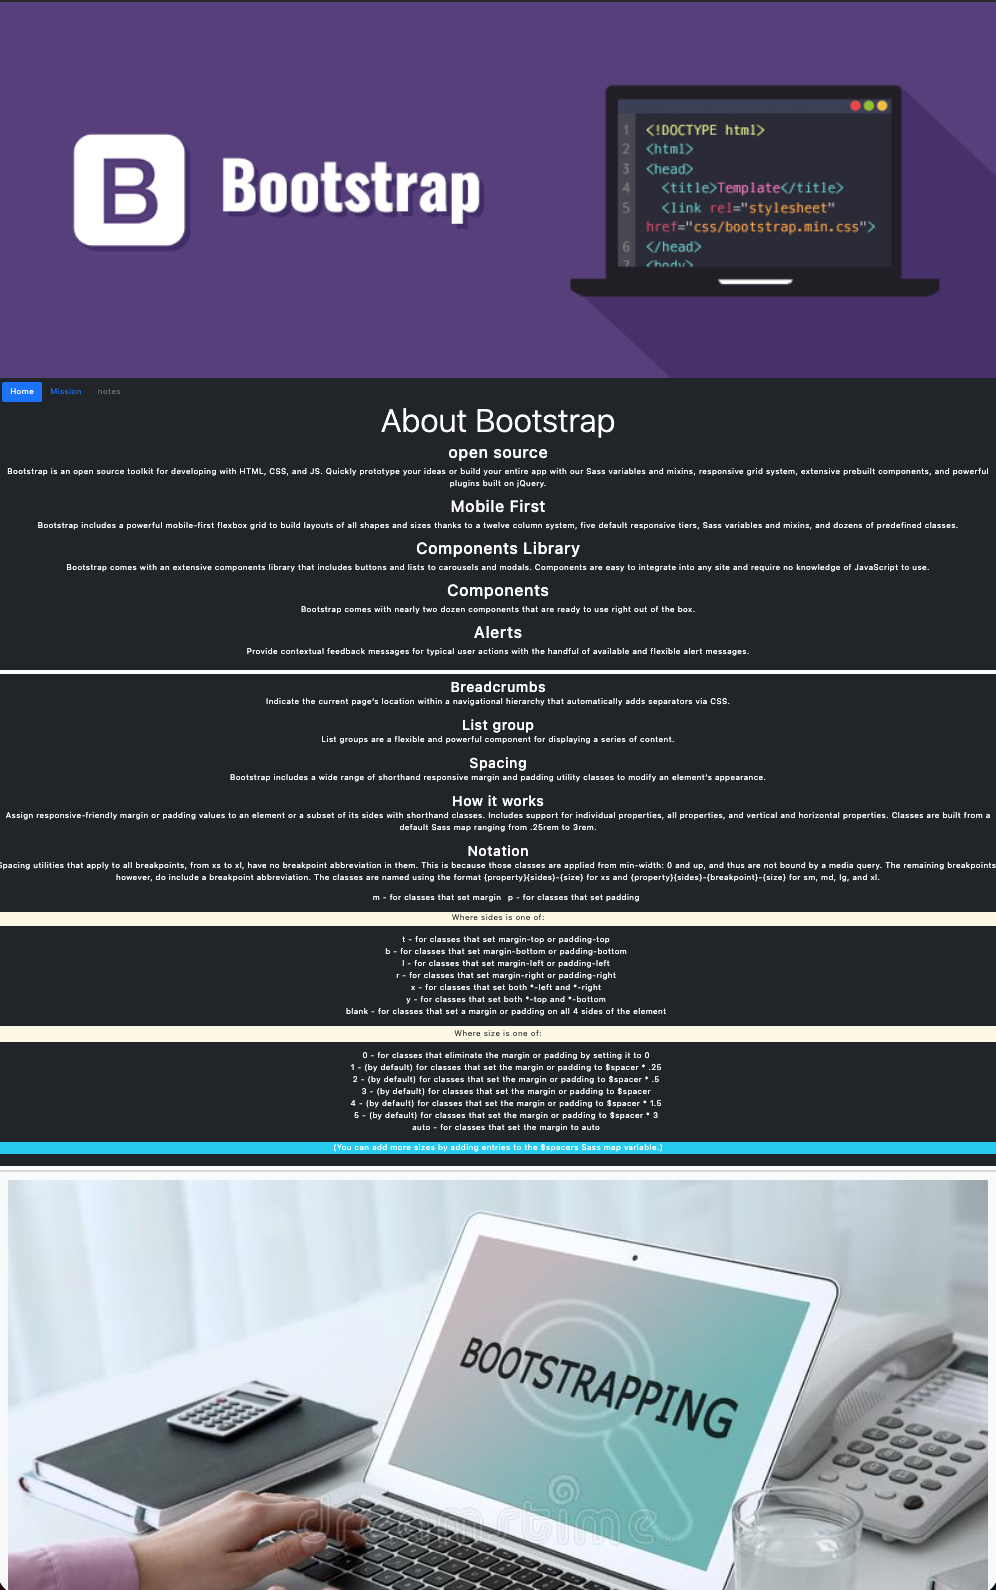 B Bootstrap
1 <!DOCTYPE html>
2 <html>
3 <head>
4 <title>Template</title>
5 <link rel="stylesheet"
href="css/bootstrap.min.css">
6 </head>
7 <body>
Home Mission notes
About Bootstrap
open source
Bootstrap is an open source toolkit for developing with HTML, CSS, and JS. Quickly prototype your ideas or build your entire app with our Sass variables and mixins, responsive grid system, extensive prebuilt components, and powerful
plugins built on jQuery.
Mobile First
Bootstrap includes a powerful mobile-first flexbox grid to build layouts of all shapes and sizes thanks to a twelve column system, five default responsive tiers, Sass variables and mixins, and dozens of predefined classes.
Components Library
Bootstrap comes with an extensive components library that includes buttons and lists to carousels and modals. Components are easy to integrate into any site and require no knowledge of JavaScript to use.
Components
Bootstrap comes with nearly two dozen components that are ready to use right out of the box.
Alerts
Provide contextual feedback messages for typical user actions with the handful of available and flexible alert messages.
Breadcrumbs
Indicate the current page's location within a navigational hierarchy that automatically adds separators via CSS.
List group
List groups are a flexible and powerful component for displaying a series of content.
Spacing
Bootstrap includes a wide range of shorthand responsive margin and padding utility classes to modify an element's appearance.
How it works
Assign responsive-friendly margin or padding values to an element or a subset of its sides with shorthand classes. Includes support for individual properties, all properties, and vertical and horizontal properties. Classes are built from a
default Sass map ranging from .25rem to 3rem.
Notation
Spacing utilities that apply to all breakpoints, from xs to xl, have no breakpoint abbreviation in them. This is because those classes are applied from min-width: 0 and up, and thus are not bound by a media query. The remaining breakpoints
however, do include a breakpoint abbreviation. The classes are named using the format {property}{sides}-{size} for xs and {property}{sides}-{breakpoint}-{size} for sm, md, lg, and xl.
m - for classes that set margin p - for classes that set padding
Where sides is one of:
t - for classes that set margin-top or padding-top
b - for classes that set margin-bottom or padding-bottom
l - for classes that set margin-left or padding-left
r - for classes that set margin-right or padding-right
x - for classes that set both *-left and *-right
y - for classes that set both *-top and *-bottom
blank - for classes that set a margin or padding on all 4 sides of the element
Where size is one of:
0 - for classes that eliminate the margin or padding by setting it to 0
1 - (by default) for classes that set the margin or padding to $spacer * .25
2 - (by default) for classes that set the margin or padding to $spacer * .5
3 - (by default) for classes that set the margin or padding to $spacer
4 - (by default) for classes that set the margin or padding to $spacer * 1.5
5 - (by default) for classes that set the margin or padding to $spacer * 3
auto - for classes that set the margin to auto
(You can add more sizes by adding entries to the $spacers Sass map variable.)
BOOTSTRAPPING
dreamstime.